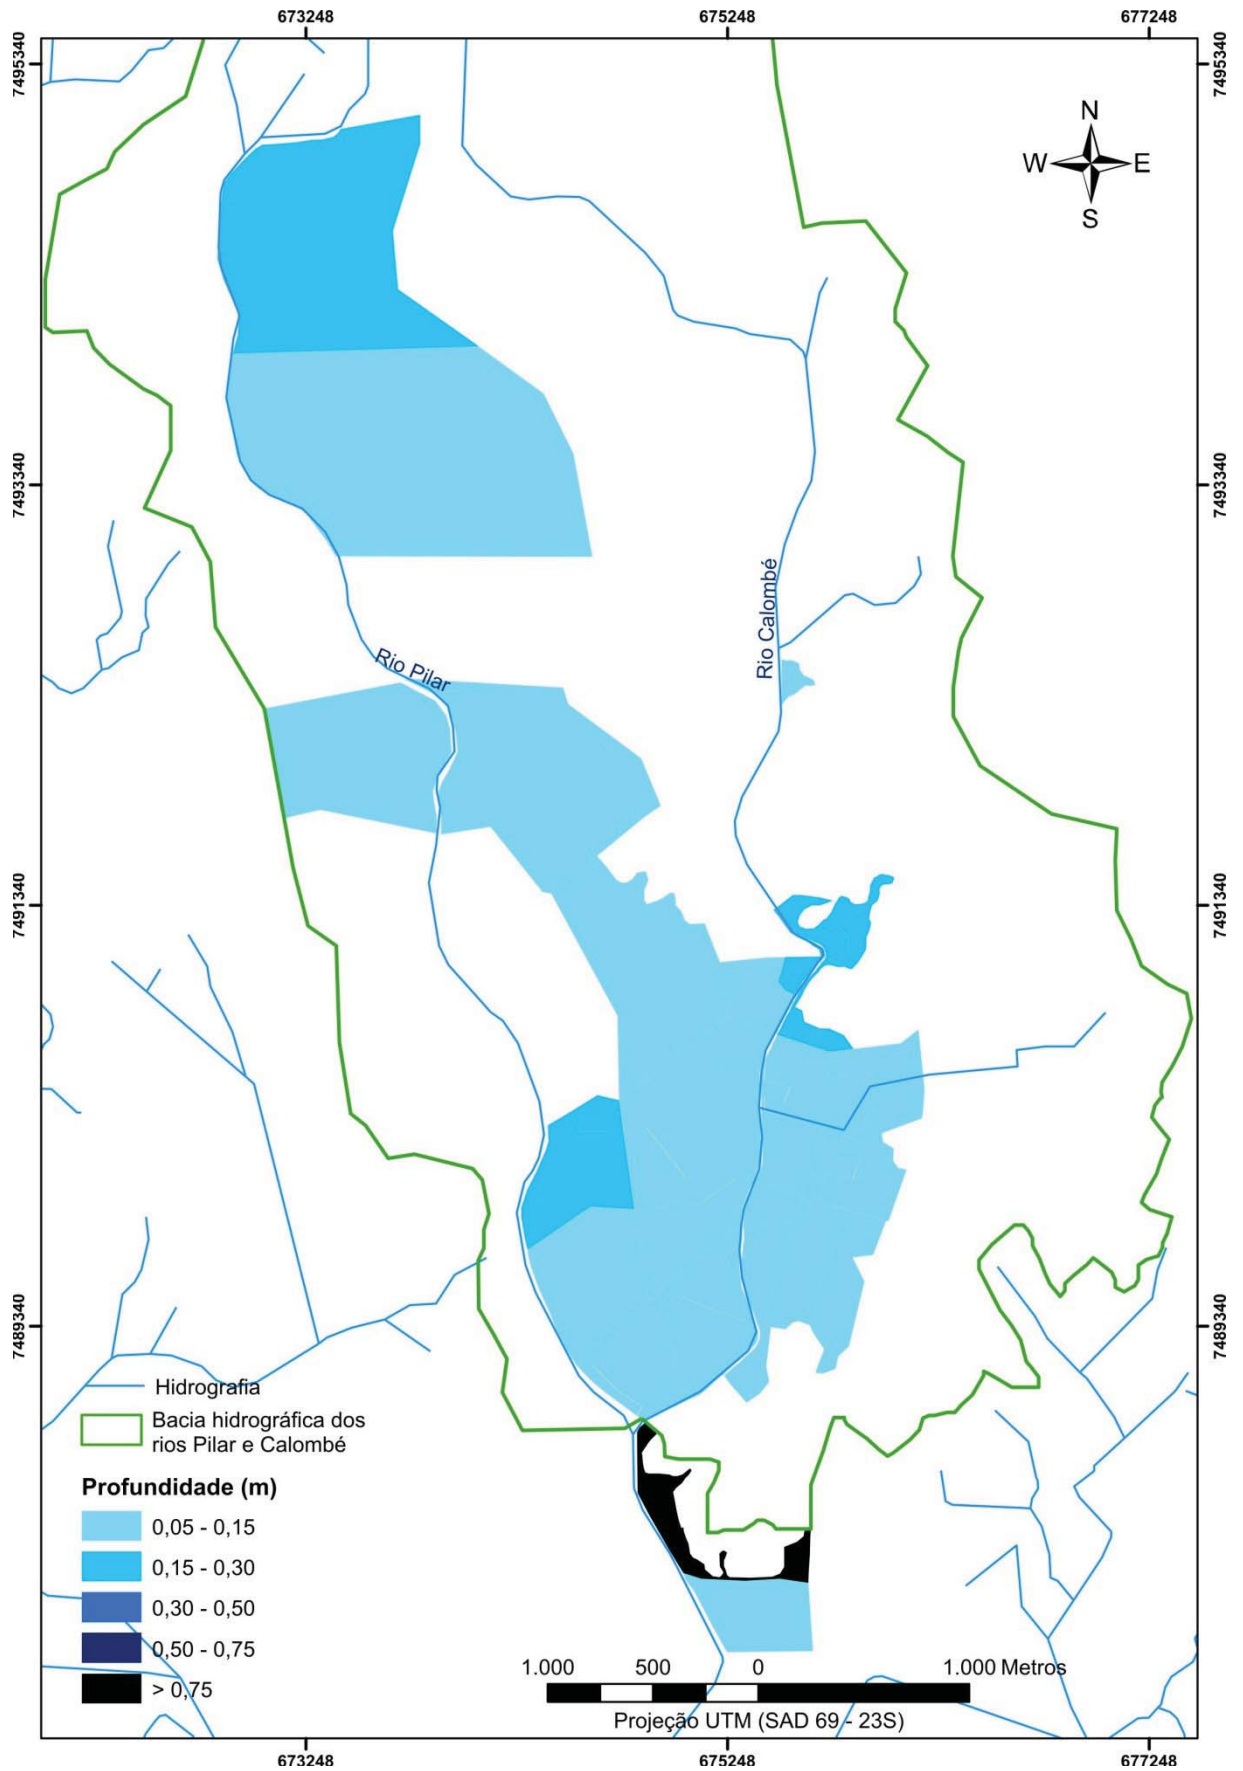 673248
675248
677248
7495340
7495340
N
W
E
S
7493340
7493340
Rio Calombé
Rio Pilar
7491340
7491340
7489340
7489340
Hidrografia
Bacia hidrográfica dos
rios Pilar e Calombé
Profundidade (m)
0,05 - 0,15
0,15 - 0,30
0,30 - 0,50
0,50 - 0,75
> 0,75
1.000 500 0 1.000 Metros
Projeção UTM (SAD 69 - 23S)
673248
675248
677248